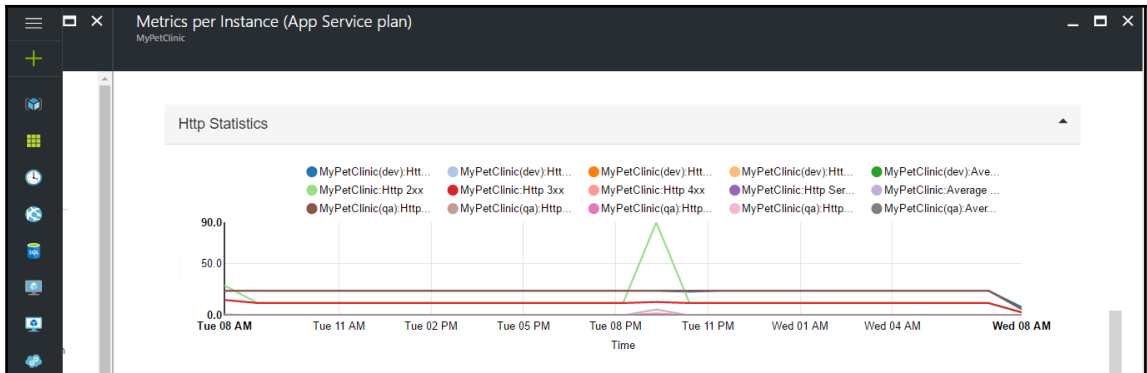 Metrics per Instance (App Service plan)
MyPetClinic
Http Statistics
MyPetClinic(dev):Htt... MyPetClinic(dev):Htt... MyPetClinic(dev):Htt... MyPetClinic(dev):Htt... MyPetClinic(dev):Ave...
MyPetClinic:Http 2xx MyPetClinic:Http 3xx MyPetClinic:Http 4xx MyPetClinic:Http Ser... MyPetClinic:Average ...
MyPetClinic(qa):Http... MyPetClinic(qa):Http... MyPetClinic(qa):Http... MyPetClinic(qa):Http... MyPetClinic(qa):Aver...
90.0
50.0
0.0
Tue 08 AM Tue 11 AM Tue 02 PM Tue 05 PM Tue 08 PM Tue 11 PM Wed 01 AM Wed 04 AM Wed 08 AM
Time
SQL